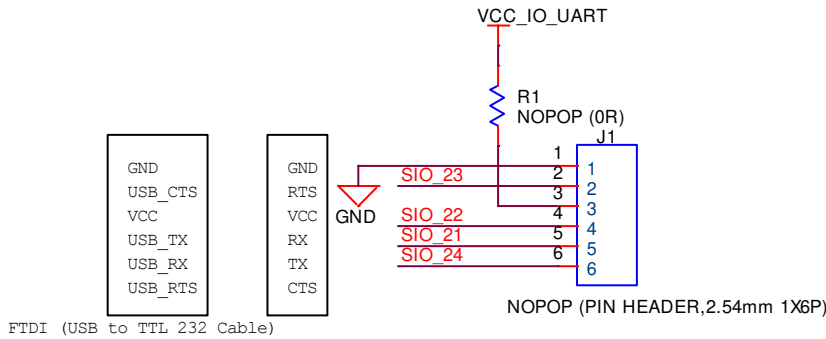 VCC_IO_UART
R1
NOPOP (0R)
J1
GND
USB_CTS
VCC
USB_TX
USB_RX
USB_RTS
GND
RTS
VCC
RX
TX
CTS
GND
SIO_23
SIO_22
SIO_21
SIO_24
1
2
3
4
5
6
1
2
3
4
5
6
NOPOP (PIN HEADER,2.54mm 1X6P)
FTDI (USB to TTL 232 Cable)